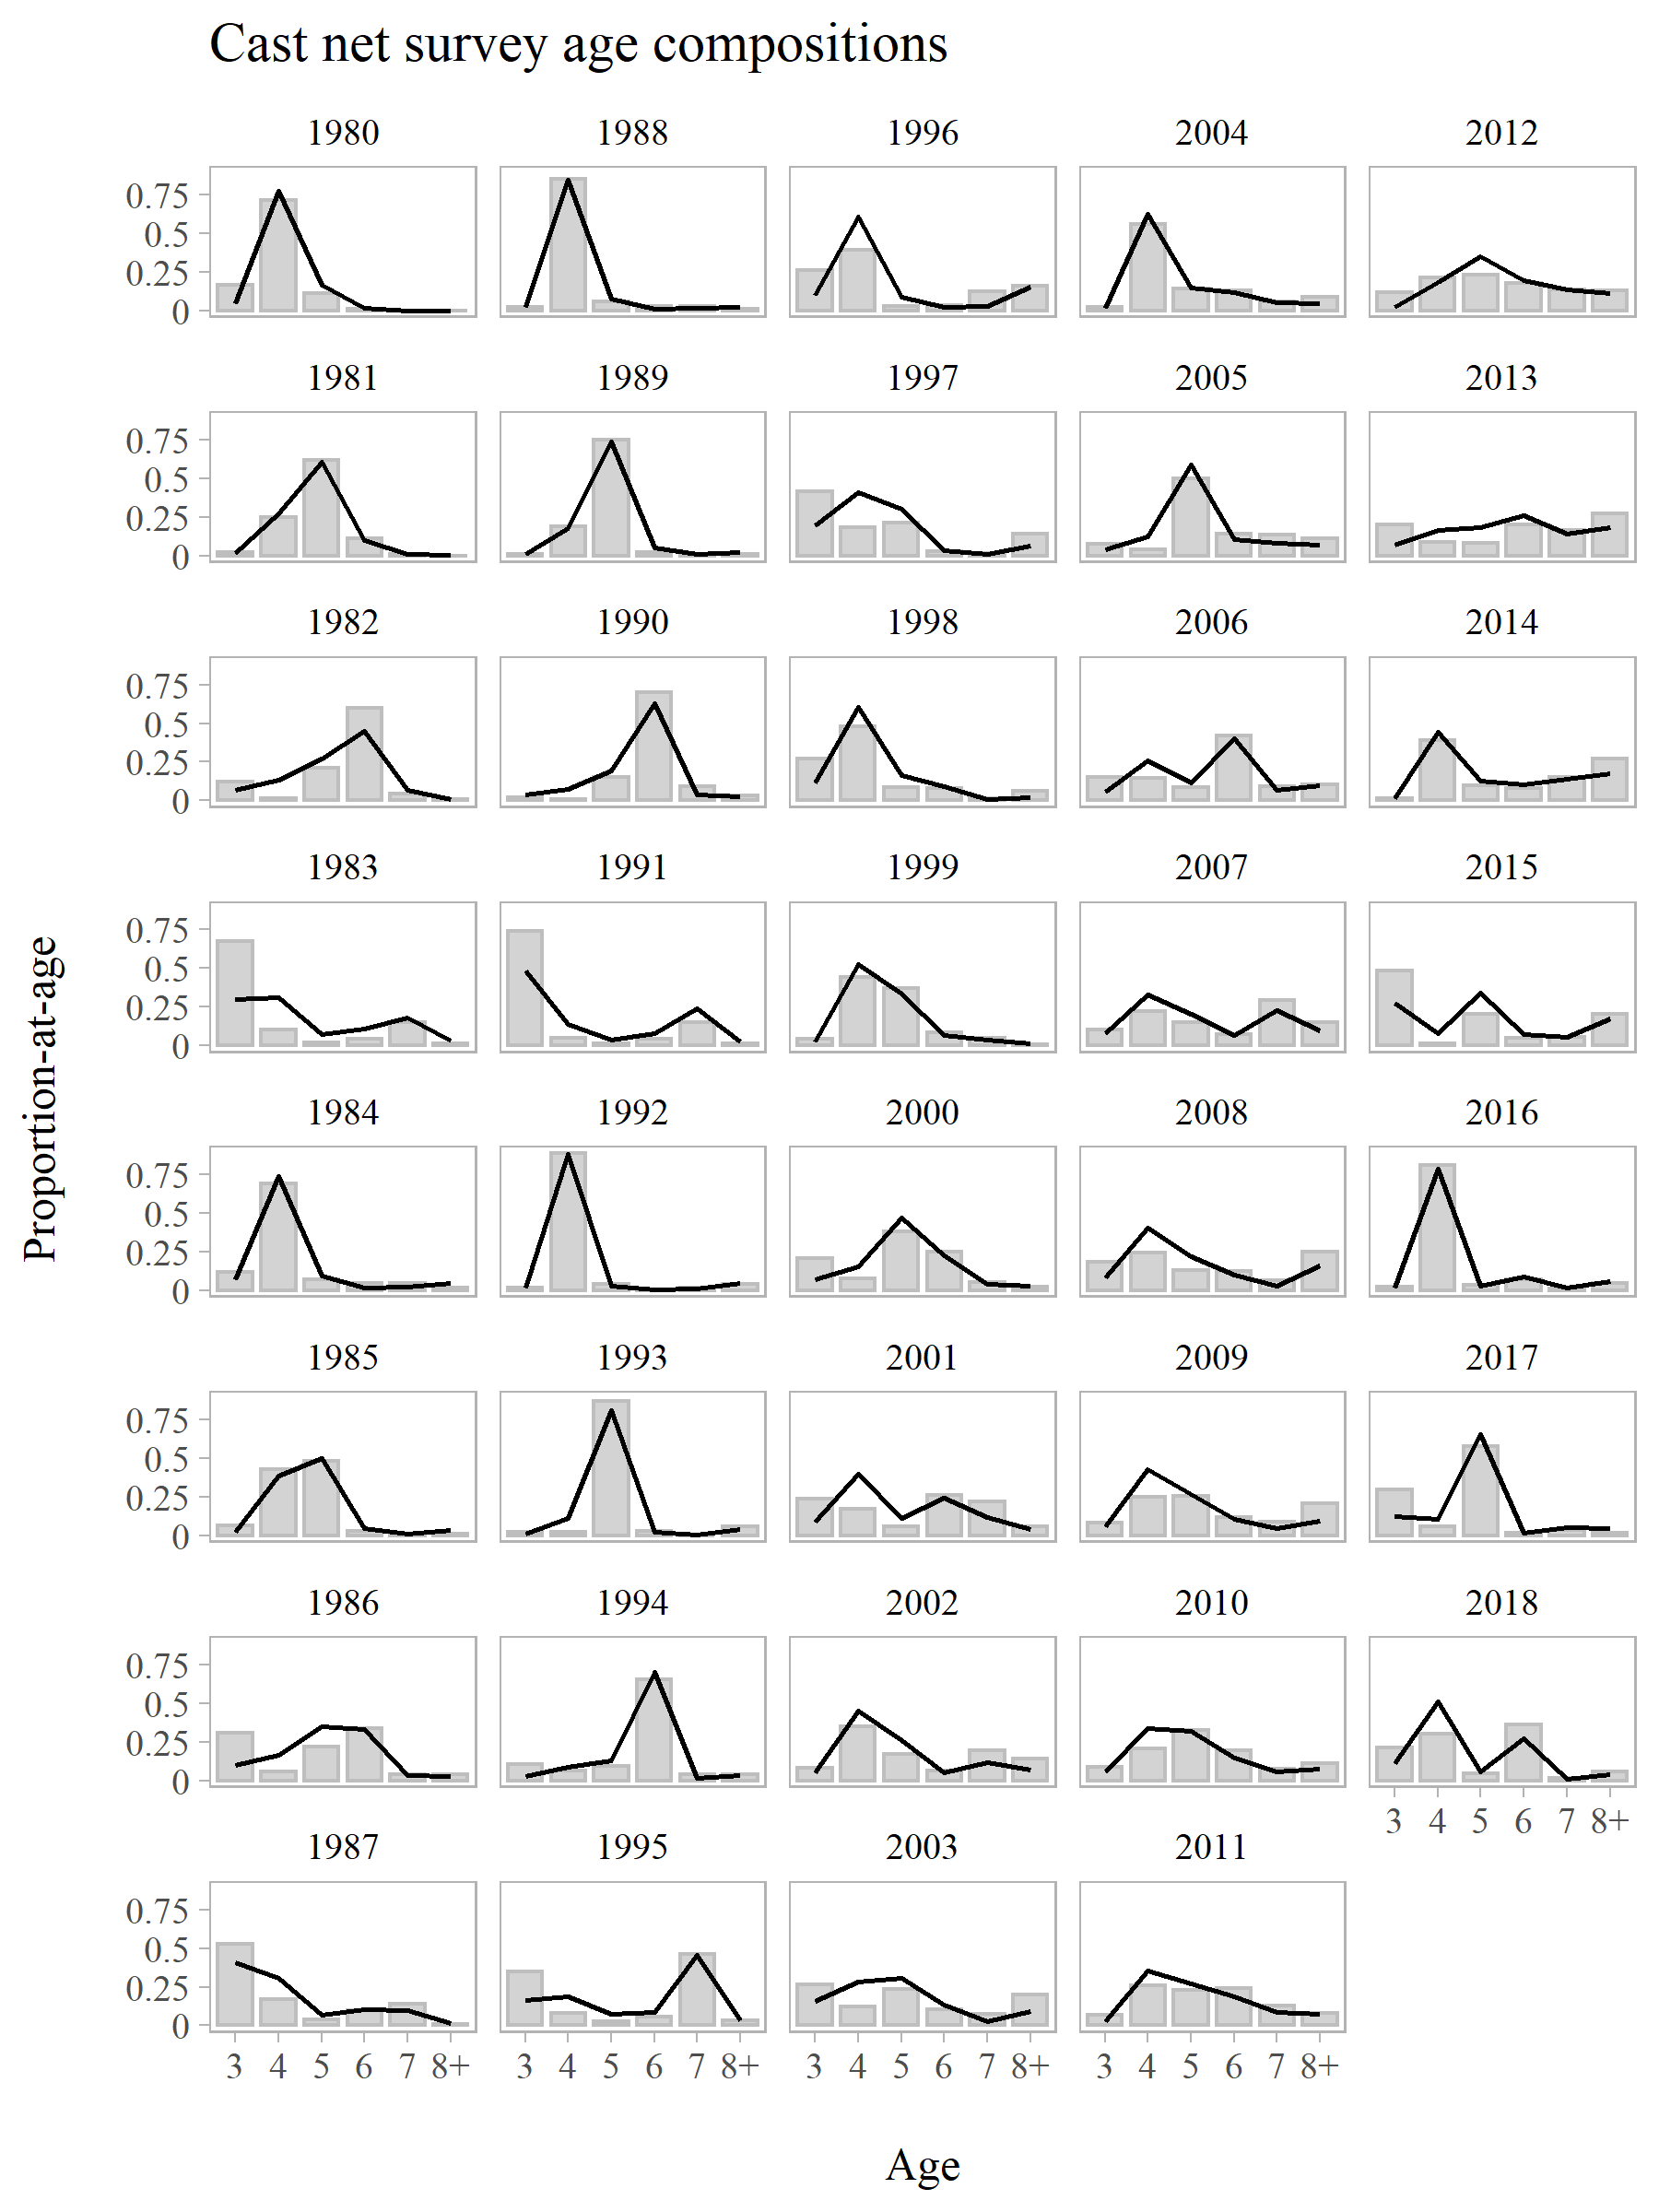 Cast net survey age compositions
1980 1988 1996 2004 2012
0.75
0.5
0.25
0
1981 1989 1997 2005 2013
0.75
0.5
0.25
0
1982 1990 1998 2006 2014
0.75
0.5
0.25
0
1983 1991 1999 2007 2015
0.75
0.5
0.25
0
1984 1992 2000 2008 2016
0.75
0.5
0.25
0
1985 1993 2001 2009 2017
0.75
0.5
0.25
0
1986 1994 2002 2010 2018
0.75
0.5
0.25
0
3 4 5 6 7 8+
1987 1995 2003 2011
0.75
0.5
0.25
0
3 4 5 6 7 8+ 3 4 5 6 7 8+ 3 4 5 6 7 8+ 3 4 5 6 7 8+
Proportion-at-age
Age